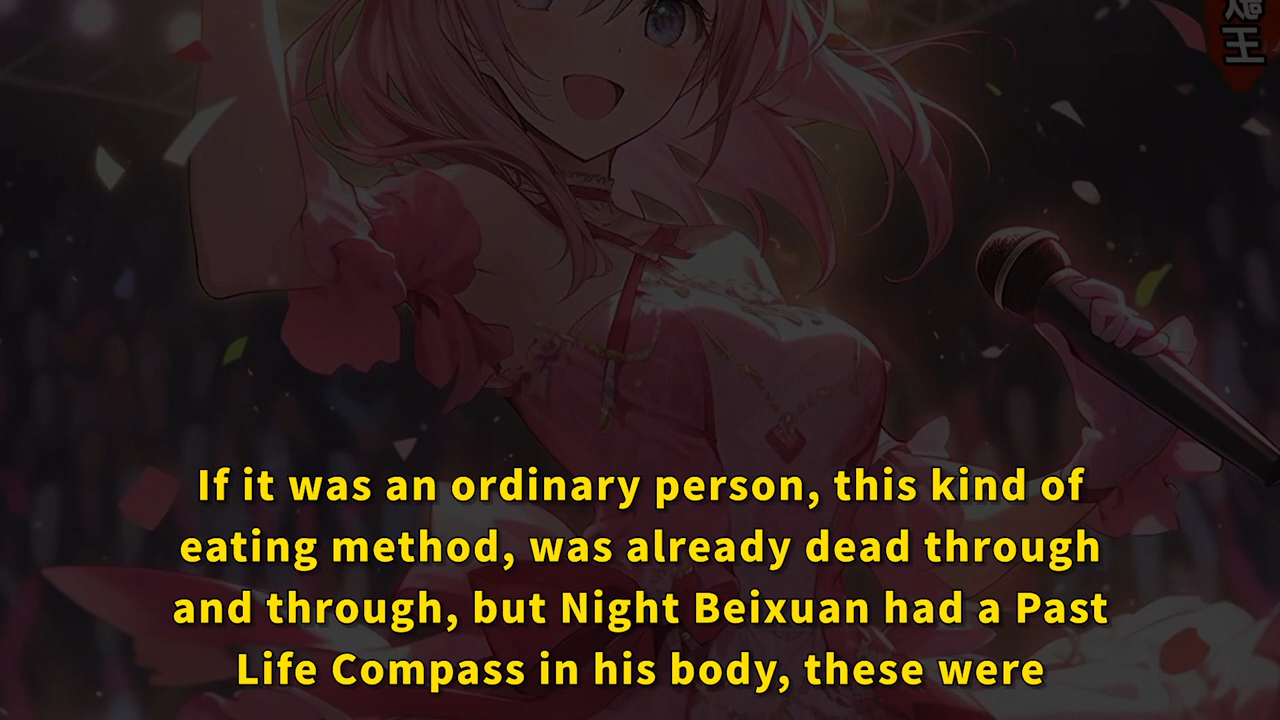 王
If it was an ordinary person, this kind of
eating method, was already dead through
and through, but Night Beixuan had a Past
Life Compass in his body, these were